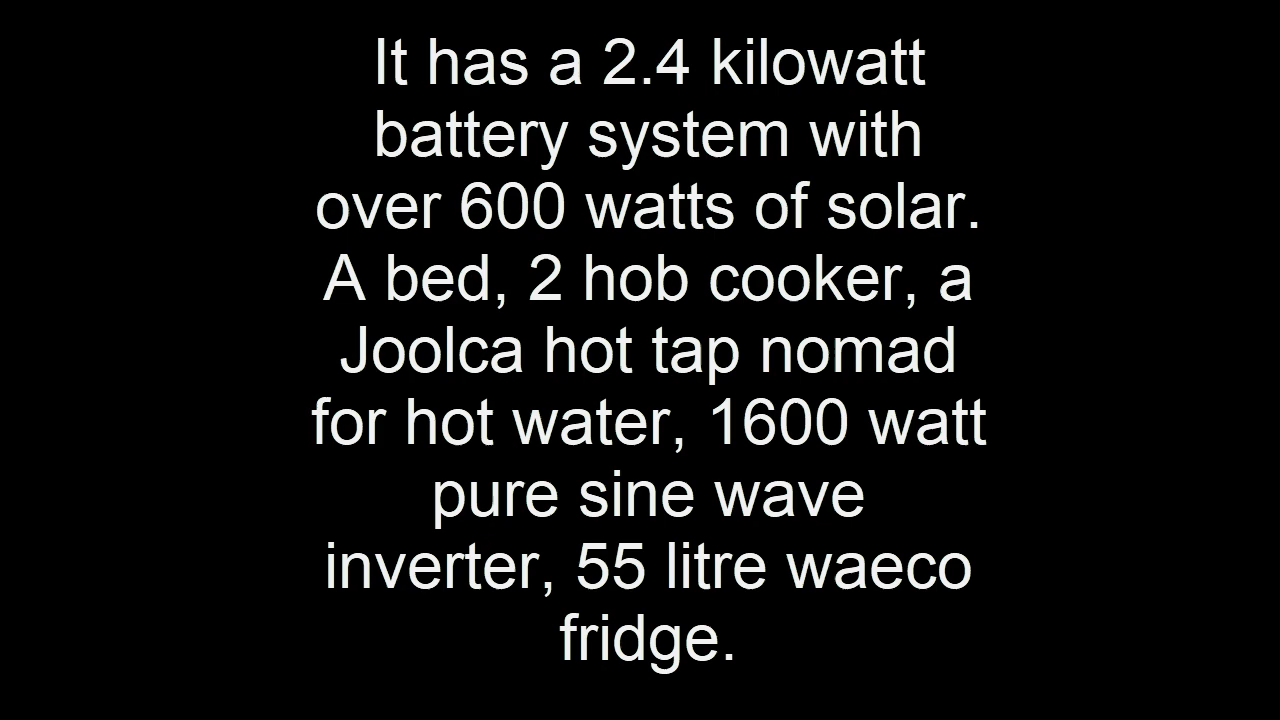 It has a 2.4 kilowatt
battery system with
over 600 watts of solar.
A bed, 2 hob cooker, a
Joolca hot tap nomad
for hot water, 1600 watt
pure sine wave
inverter, 55 litre waeco
fridge.